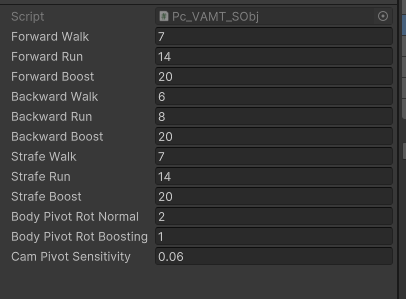 Script Pc_VAMT_SObj
Forward Walk 7
Forward Run 14
Forward Boost 20
Backward Walk 6
Backward Run 8
Backward Boost 20
Strafe Walk 7
Strafe Run 14
Strafe Boost 20
Body Pivot Rot Normal 2
Body Pivot Rot Boosting 1
Cam Pivot Sensitivity 0.06